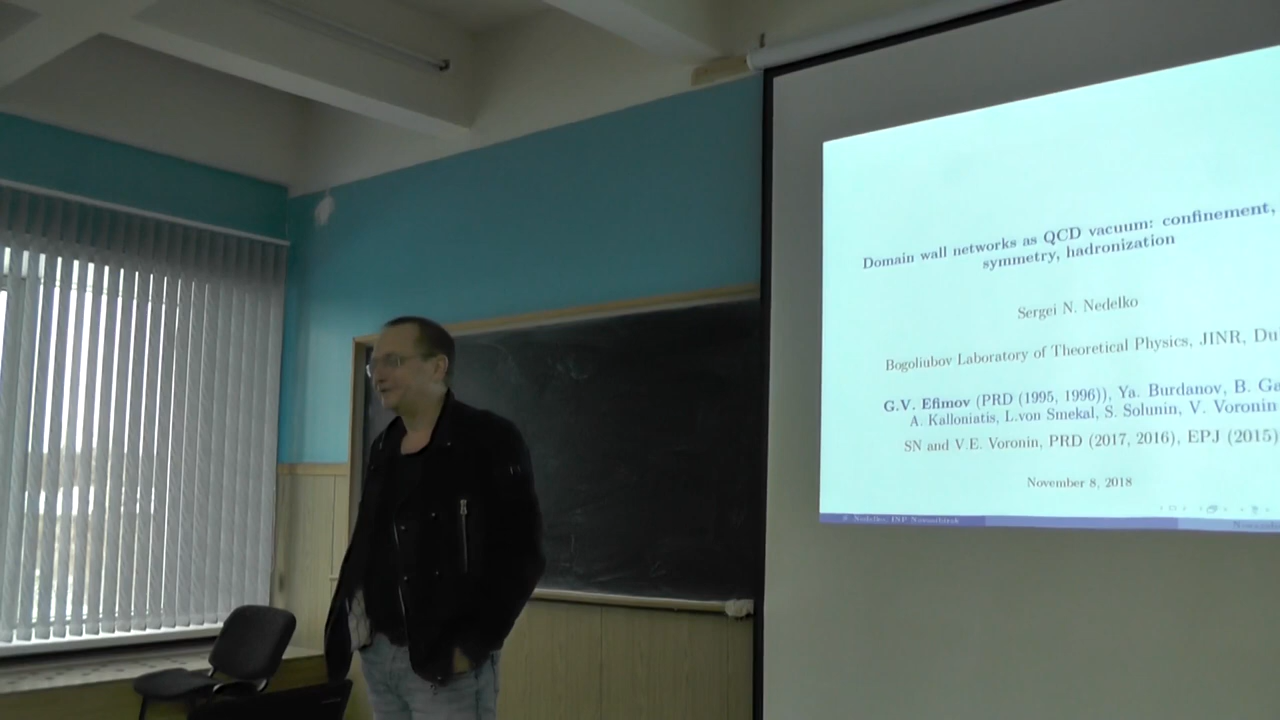 Domain wall networks as QCD vacuum: confinement,
symmetry, hadronization
Sergei N. Nedelko
Bogoliubov Laboratory of Theoretical Physics, JINR, Du
G.V. Efimov (PRD (1995, 1996)), Ya. Burdanov, B. Ga
A. Kalloniatis, L.von Smekal, S. Solunin, V. Voronin
SN and V.E. Voronin, PRD (2017, 2016), EPJ (2015)
November 8, 2018
Nedelko, INP